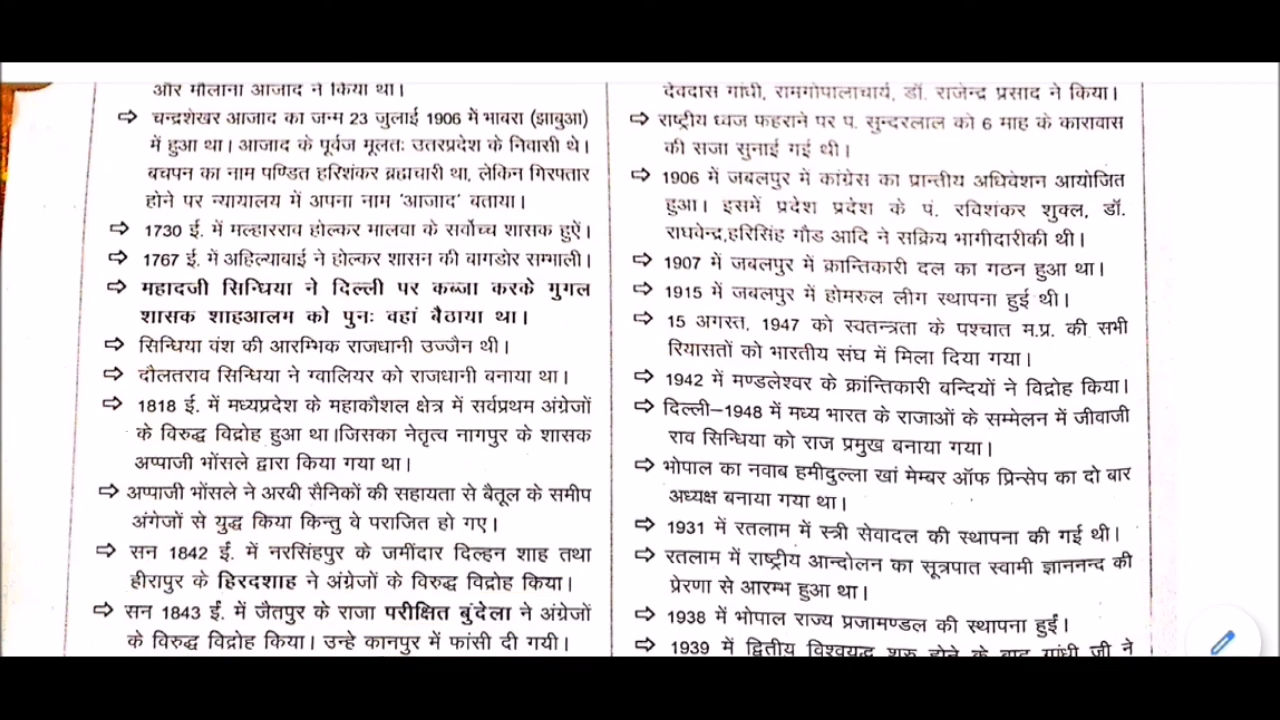 और मौलाना आजाद ने किया था।
⇨ चन्द्रशेखर आजाद का जन्म 23 जुलाई 1906 में भावरा (झाबुआ)
में हुआ था। आजाद के पूर्वज मूलतः उत्तरप्रदेश के निवासी थे।
बचपन का नाम पण्डित हरिशंकर ब्रह्मचारी था, लेकिन गिरफ्तार
होने पर न्यायालय में अपना नाम 'आजाद' बताया।
⇨ 1730 ई. में मल्हारराव होल्कर मालवा के सर्वोच्च शासक हुऐं।
⇨ 1767 ई. में अहिल्याबाई ने होल्कर शासन की बागडोर सम्भाली।
⇨ महादजी सिन्धिया ने दिल्ली पर कब्जा करके मुगल
शासक शाहआलम को पुनः वहां बैठाया था।
⇨ सिन्धिया वंश की आरम्भिक राजधानी उज्जैन थी।
⇨ दौलतराव सिन्धिया ने ग्वालियर को राजधानी बनाया था।
⇨ 1818 ई. में मध्यप्रदेश के महाकौशल क्षेत्र में सर्वप्रथम अंग्रेजों
के विरुद्ध विद्रोह हुआ था।जिसका नेतृत्व नागपुर के शासक
अप्पाजी भोंसले द्वारा किया गया था।
⇨ अप्पाजी भोंसले ने अरबी सैनिकों की सहायता से बैतूल के समीप
अंगेजों से युद्ध किया किन्तु वे पराजित हो गए।
⇨ सन 1842 ईं. में नरसिंहपुर के जमींदार दिल्हन शाह तथा
हीरापुर के हिरदशाह ने अंग्रेजों के विरुद्ध विद्रोह किया।
⇨ सन 1843 ईं. में जैतपुर के राजा परीक्षित बुंदेला ने अंग्रेजों
के विरुद्ध विद्रोह किया। उन्हे कानपुर में फांसी दी गयी।
देवदास गांधी, रामगोपालाचार्य, डॉ. राजेन्द्र प्रसाद ने किया।
⇨ राष्ट्रीय ध्वज फहराने पर प. सुन्दरलाल को 6 माह के कारावास
की सजा सुनाई गई थी।
⇨ 1906 में जबलपुर में कांग्रेस का प्रान्तीय अधिवेशन आयोजित
हुआ। इसमें प्रदेश प्रदेश के पं. रविशंकर शुक्ल, डॉ.
राघवेन्द्र,हरिसिंह गौड आदि ने सक्रिय भागीदारीकी थी।
⇨ 1907 में जबलपुर में क्रान्तिकारी दल का गठन हुआ था।
⇨ 1915 में जबलपुर में होमरुल लीग स्थापना हुई थी।
⇨ 15 अगस्त, 1947 को स्वतन्त्रता के पश्चात म.प्र. की सभी
रियासतों को भारतीय संघ में मिला दिया गया।
⇨ 1942 में मण्डलेश्वर के क्रांन्तिकारी बन्दियों ने विद्रोह किया।
⇨ दिल्ली–1948 में मध्य भारत के राजाओं के सम्मेलन में जीवाजी
राव सिन्धिया को राज प्रमुख बनाया गया।
⇨ भोपाल का नवाब हमीदुल्ला खां मेम्बर ऑफ प्रिन्सेप का दो बार
अध्यक्ष बनाया गया था।
⇨ 1931 में रतलाम में स्त्री सेवादल की स्थापना की गई थी।
⇨ रतलाम में राष्ट्रीय आन्दोलन का सूत्रपात स्वामी ज्ञाननन्द की
प्रेरणा से आरम्भ हुआ था।
⇨ 1938 में भोपाल राज्य प्रजामण्डल की स्थापना हुई।
⇨ 1939 में द्वितीय विश्वयुद्ध शुरु होने के बाद गांधी जी ने